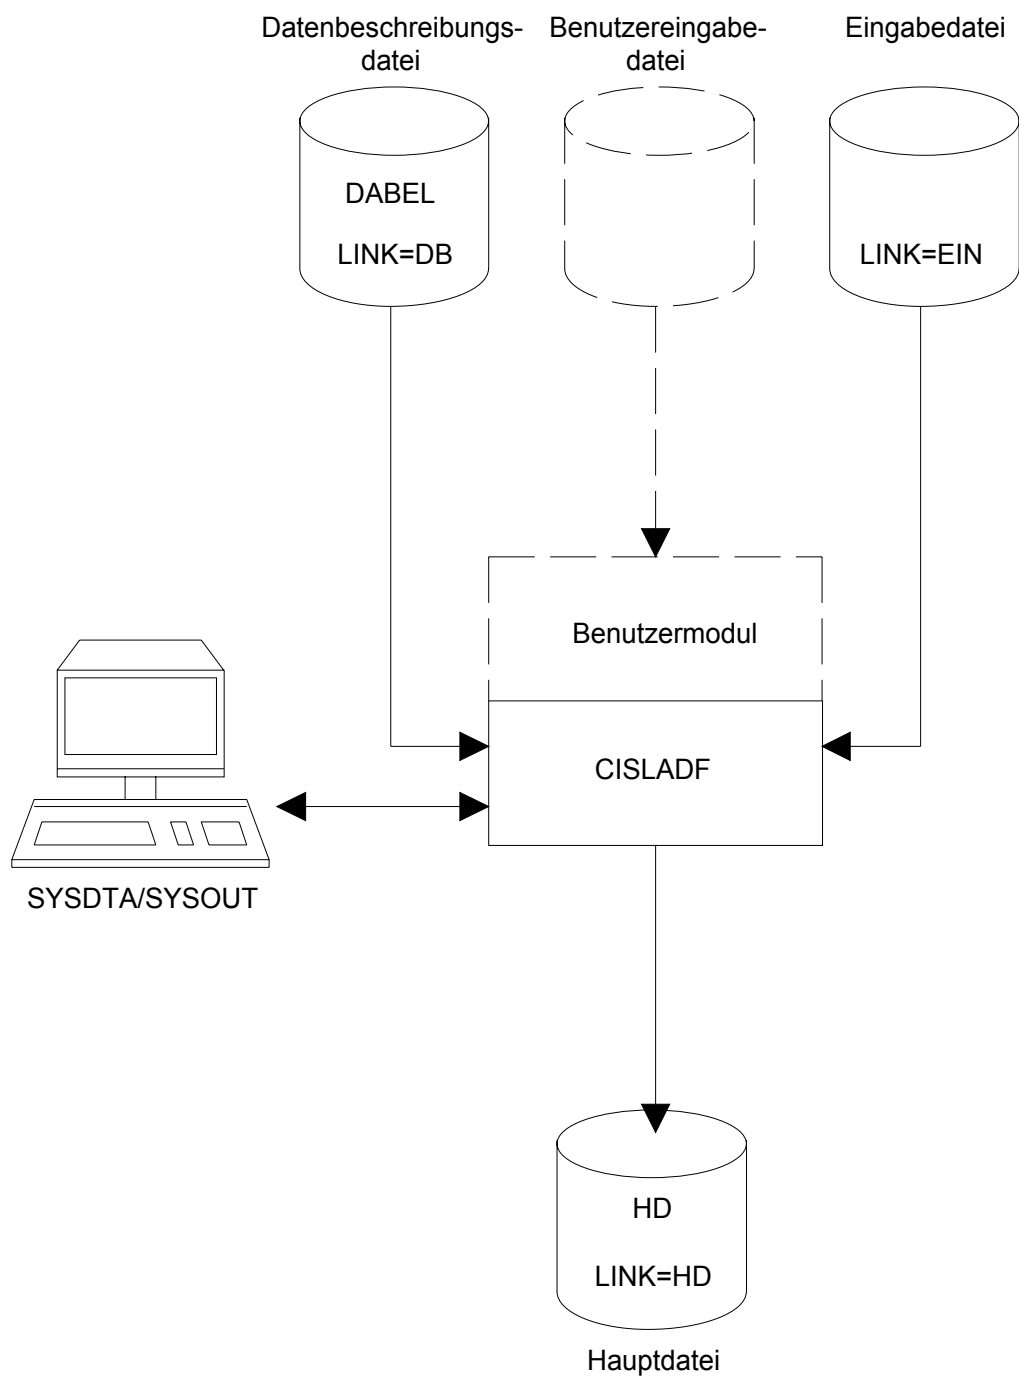 Datenbeschreibungs-
datei
Benutzereingabe-
datei
Eingabedatei
DABEL
LINK=DB
LINK=EIN
Benutzermodul
CISLADF
SYSDTA/SYSOUT
HD
LINK=HD
Hauptdatei